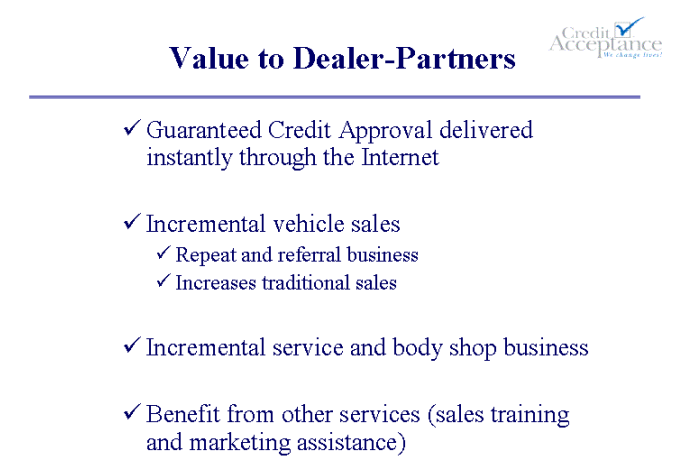 Credit
Acceptance
We change lives!
Value to Dealer-Partners
Guaranteed Credit Approval delivered
instantly through the Internet
Incremental vehicle sales
Repeat and referral business
Increases traditional sales
Incremental service and body shop business
Benefit from other services (sales training
and marketing assistance)